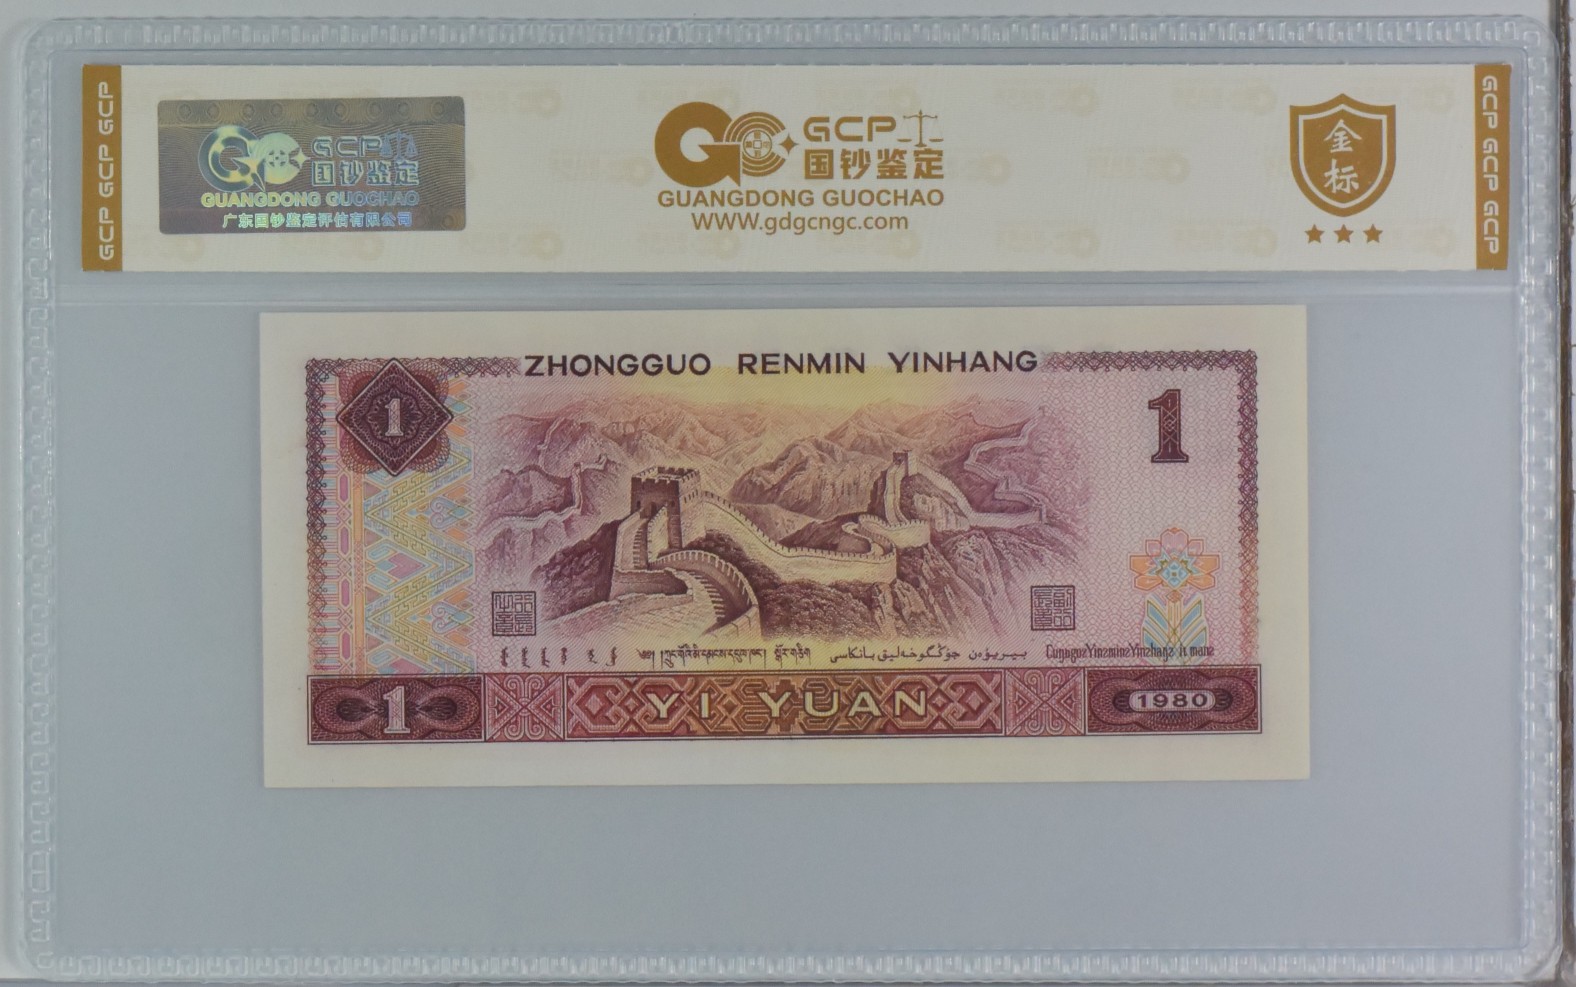 GCP GCP GCP
GCP
国钞鉴定
GUANGDONG GUOCHAO
广东国钞鉴定评估有限公司
GCP
国钞鉴定
GUANGDONG GUOCHAO
WWW.gdgcngc.com
金
标
GCP GCP GCP
ZHONGGUO RENMIN YINHANG
1
1
1
YI YUAN
1980